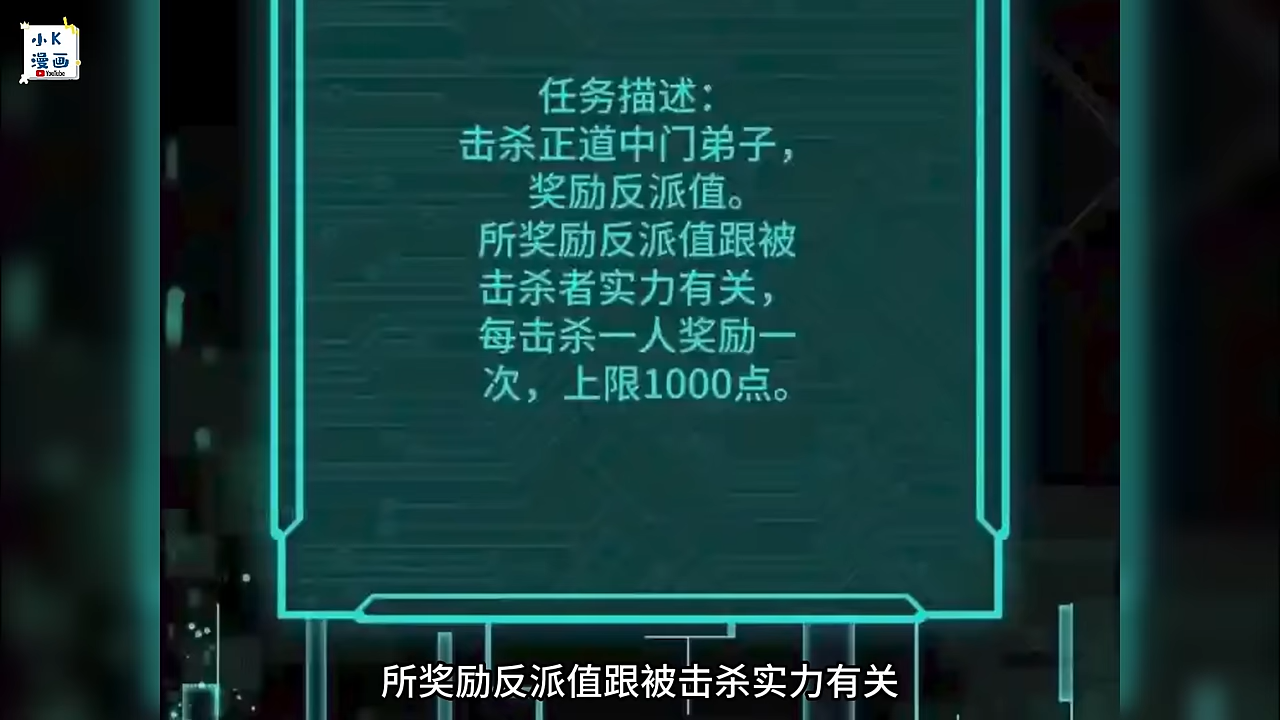 小K
漫画
YouTube
任务描述：
击杀正道中门弟子，
奖励反派值。
所奖励反派值跟被
击杀者实力有关，
每击杀一人奖励一
次，上限1000点。
所奖励反派值跟被击杀实力有关